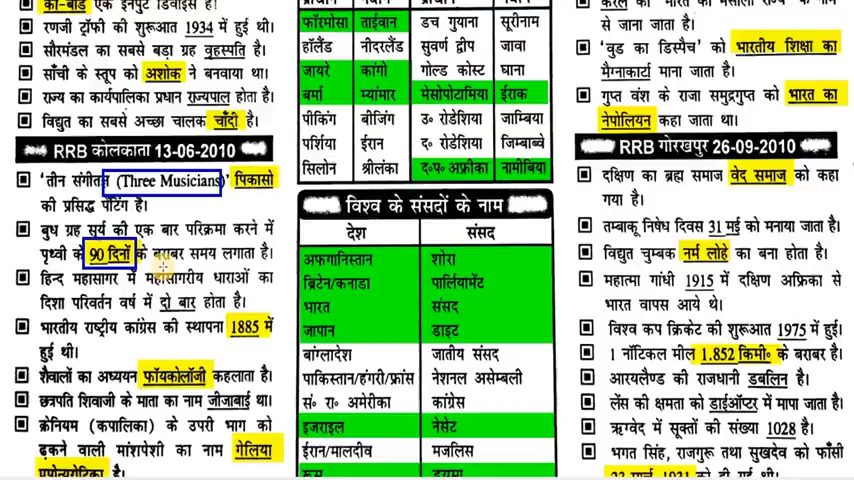 की-बोर्ड एक इनपुट डिवाइस है।
रणजी ट्रॉफी की शुरूआत 1934 में हुई थी।
सौरमंडल का सबसे बड़ा ग्रह वृहस्पति है।
साँची के स्तूप को अशोक ने बनवाया था।
राज्य का कार्यपालिका प्रधान राज्यपाल होता है।
विद्युत का सबसे अच्छा चालक चाँदी है।
RRB कोलकाता 13-06-2010
'तीन संगीतज्ञ (Three Musicians)' पिकासो
की प्रसिद्ध पेंटिंग है।
बुध ग्रह सूर्य की एक बार परिक्रमा करने में
पृथ्वी के 90 दिनों के बराबर समय लगाता है।
हिन्द महासागर में महासागरीय धाराओं का
दिशा परिवर्तन वर्ष में दो बार होता है।
भारतीय राष्ट्रीय कांग्रेस की स्थापना 1885 में
हुई थी।
शैवालों का अध्ययन फॉयकोलॉजी कहलाता है।
छत्रपति शिवाजी के माता का नाम जीजाबाई था।
क्रेनियम (कपालिका) के उपरी भाग को
ढकने वाली मांशपेशी का नाम गेलिया
एपोन्यूरोटिका है।
फॉरमोसा ताईवान डच गुयाना सूरीनाम
हॉलैंड नीदरलैंड सुवर्ण द्वीप जावा
जायरे कांगो गोल्ड कोस्ट घाना
बर्मा म्यांमार मेसोपोटामिया ईराक
पीकिंग बीजिंग उ० रोडेशिया जाम्बिया
पर्शिया ईरान द० रोडेशिया जिम्बाब्वे
सिलोन श्रीलंका द०प० अफ्रीका नामीबिया
विश्व के संसदों के नाम
देश संसद
अफगानिस्तान शोरा
ब्रिटेन/कनाडा पार्लियामेंट
भारत संसद
जापान डाइट
बांग्लादेश जातीय संसद
पाकिस्तान/हंगरी/फ्रांस नेशनल असेम्बली
सं० रा० अमेरिका कांग्रेस
इजराइल नेसेट
ईरान/मालदीव मजलिस
रूस ड्यूमा
से जाना जाता है।
'वुड का डिस्पैच' को भारतीय शिक्षा का
मैग्नाकार्टा माना जाता है।
गुप्त वंश के राजा समुद्रगुप्त को भारत का
नेपोलियन कहा जाता था।
RRB गोरखपुर 26-09-2010
दक्षिण का ब्रह्म समाज वेद समाज को कहा
गया है।
तम्बाकू निषेध दिवस 31 मई को मनाया जाता है।
विद्युत चुम्बक नर्म लोहे का बना होता है।
महात्मा गांधी 1915 में दक्षिण अफ्रिका से
भारत वापस आये थे।
विश्व कप क्रिकेट की शुरूआत 1975 में हुई।
1 नॉटिकल मील 1.852 किमी० के बराबर है।
आयरलैण्ड की राजधानी डबलिन है।
लेंस की क्षमता को डाईऑप्टर में मापा जाता है।
ऋग्वेद में सूक्तों की संख्या 1028 है।
भगत सिंह, राजगुरू तथा सुखदेव को फाँसी
23 मार्च 1931 को दी गई थी।